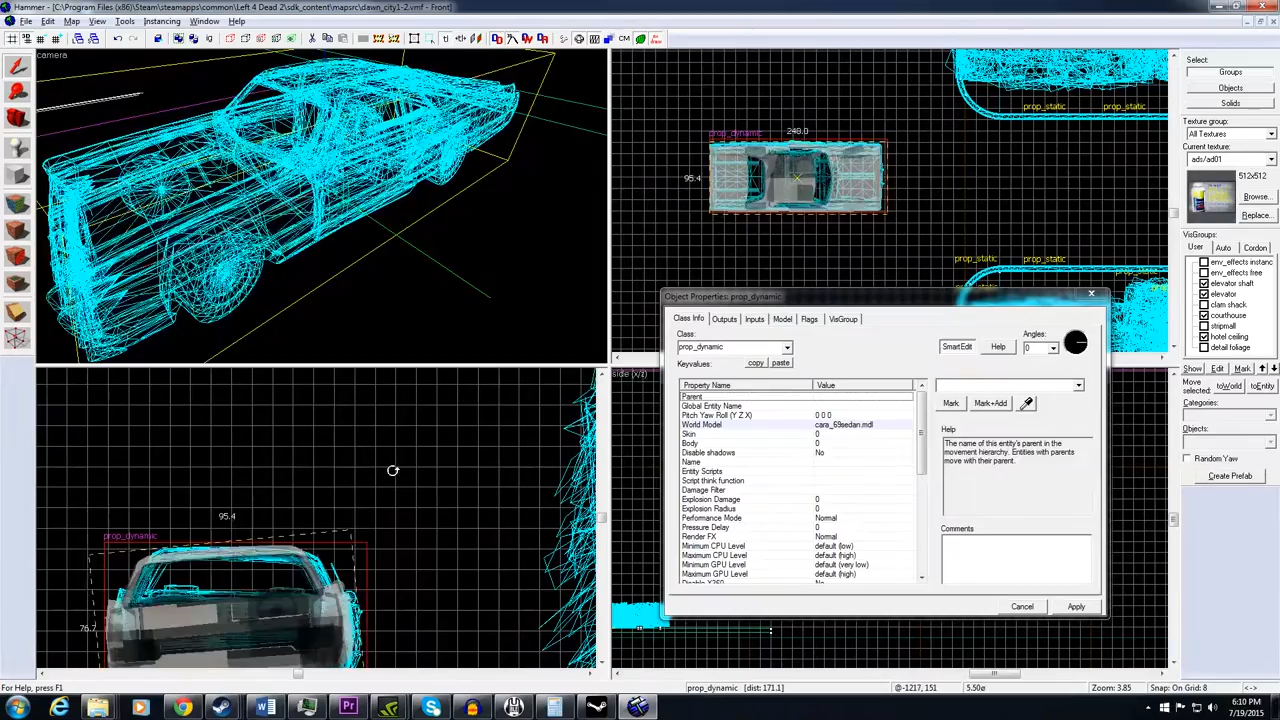 Hammer - [C:\Program Files (x86)\Steam\steamapps\common\Left 4 Dead 2\sdk_content\mapsrc\dawn_city1-2.vmf - Front]
File Edit Map View Tools Instancing Window Help
CM
camera
prop_dynamic 248.0
95.4
prop_static prop_static
prop_static prop_static
Select:
Groups
Objects
Solids
Texture group:
All Textures
Current texture:
ads/ad01
512x512
Browse...
Replace...
VisGroups:
User Auto Cordon
env_effects instanc
env_effects free
elevator shaft
elevator
clam shack
courthouse
stripmall
hotel ceiling
detail foliage
Show Edit Mark
Move selected: toWorld toEntity
Categories:
Objects:
Random Yaw
Create Prefab
side (x/z)
95.4
prop_dynamic
76.7
Object Properties: prop_dynamic
Class Info Outputs Inputs Model Flags VisGroup
Class:
prop_dynamic
SmartEdit Help
Angles:
0
Keyvalues: copy paste
Property Name Value
Parent
Global Entity Name
Pitch Yaw Roll (Y Z X) 0 0 0
World Model cara_69sedan.mdl
Skin 0
Body 0
Disable shadows No
Name
Entity Scripts
Script think function
Damage Filter
Explosion Damage 0
Explosion Radius 0
Performance Mode Normal
Pressure Delay 0
Render FX Normal
Minimum CPU Level default (low)
Maximum CPU Level default (high)
Minimum GPU Level default (very low)
Maximum GPU Level default (high)
Mark Mark+Add
Help
The name of this entity's parent in the
movement hierarchy. Entities with parents
move with their parent.
Comments
Cancel Apply
For Help, press F1
prop_dynamic [dist: 171.1]
@-1217, 151
5.50ø
Zoom: 3.85
Snap: On Grid: 8
<->
Pr
6:10 PM
7/19/2015